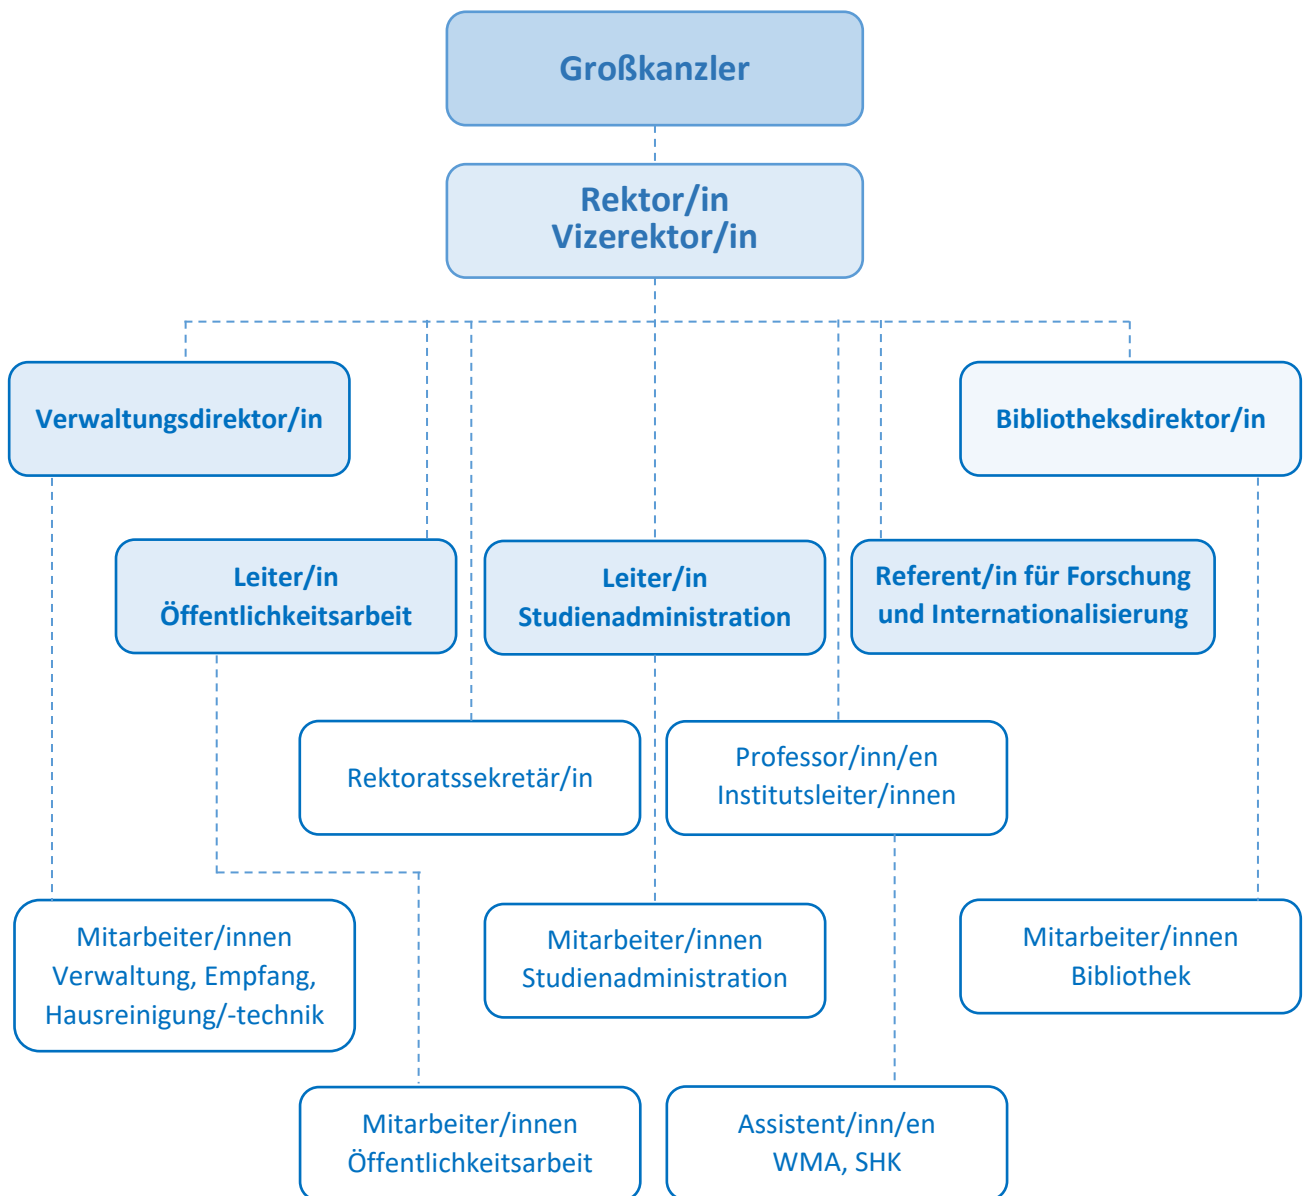 Großkanzler
Rektor/in
Vizerektor/in
Verwaltungsdirektor/in
Bibliotheksdirektor/in
Leiter/in
Öffentlichkeitsarbeit
Leiter/in
Studienadministration
Referent/in für Forschung
und Internationalisierung
Rektoratssekretär/in
Professor/inn/en
Institutsleiter/innen
Mitarbeiter/innen
Verwaltung, Empfang,
Hausreinigung/-technik
Mitarbeiter/innen
Studienadministration
Mitarbeiter/innen
Bibliothek
Mitarbeiter/innen
Öffentlichkeitsarbeit
Assistent/inn/en
WMA, SHK